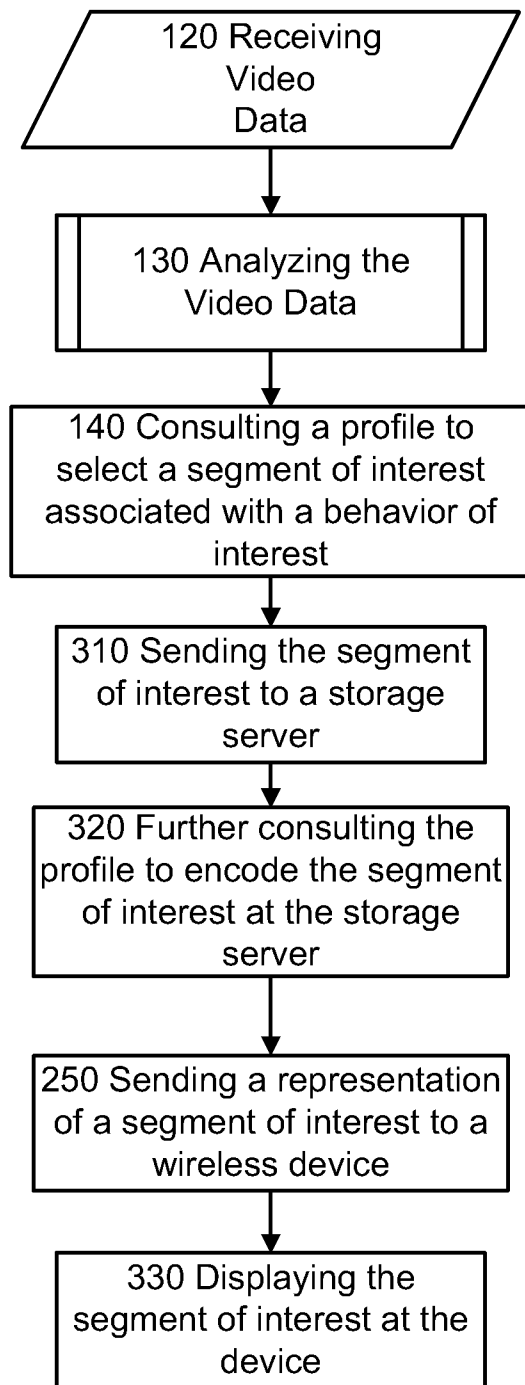 120 Receiving
Video
Data
130 Analyzing the
Video Data
140 Consulting a profile to
select a segment of interest
associated with a behavior of
interest
310 Sending the segment
of interest to a storage
server
320 Further consulting the
profile to encode the segment
of interest at the storage
server
250 Sending a representation
of a segment of interest to a
wireless device
330 Displaying the
segment of interest at the
device